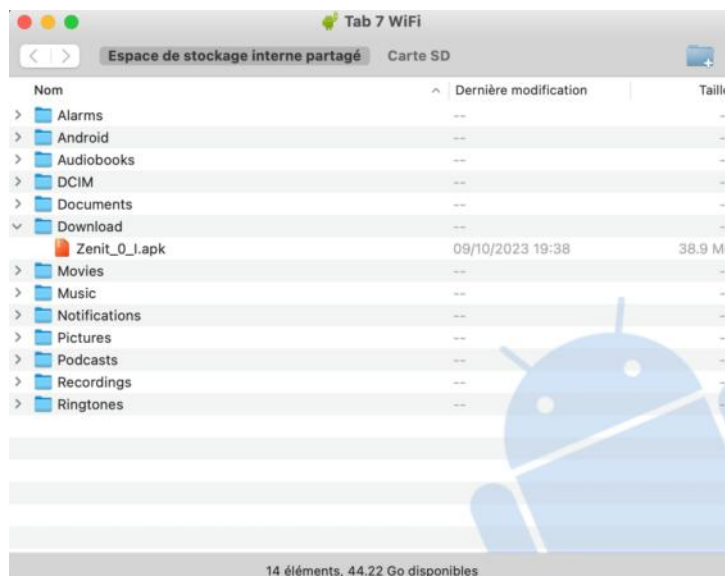 Tab 7 WiFi
Espace de stockage interne partagé Carte SD
Nom Dernière modification Taille
Alarms --
Android --
Audiobooks --
DCIM --
Documents --
Download --
Zenit_0_I.apk 09/10/2023 19:38 38.9 M
Movies --
Music --
Notifications --
Pictures --
Podcasts --
Recordings --
Ringtones --
14 éléments, 44.22 Go disponibles